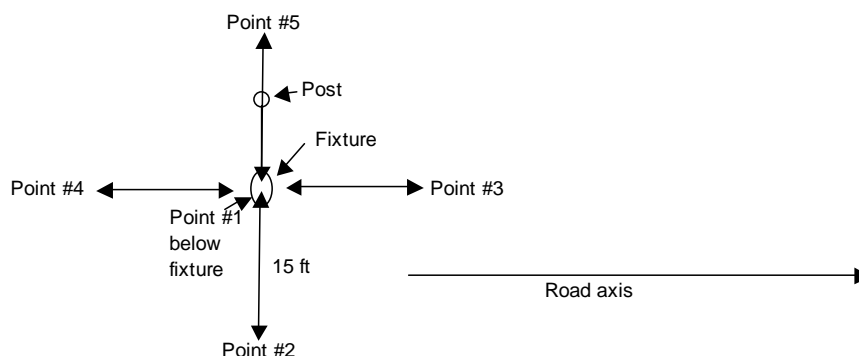 Point #5
Post
Fixture
Point #4
Point #3
Point #1
below
fixture
15 ft
Road axis
Point #2